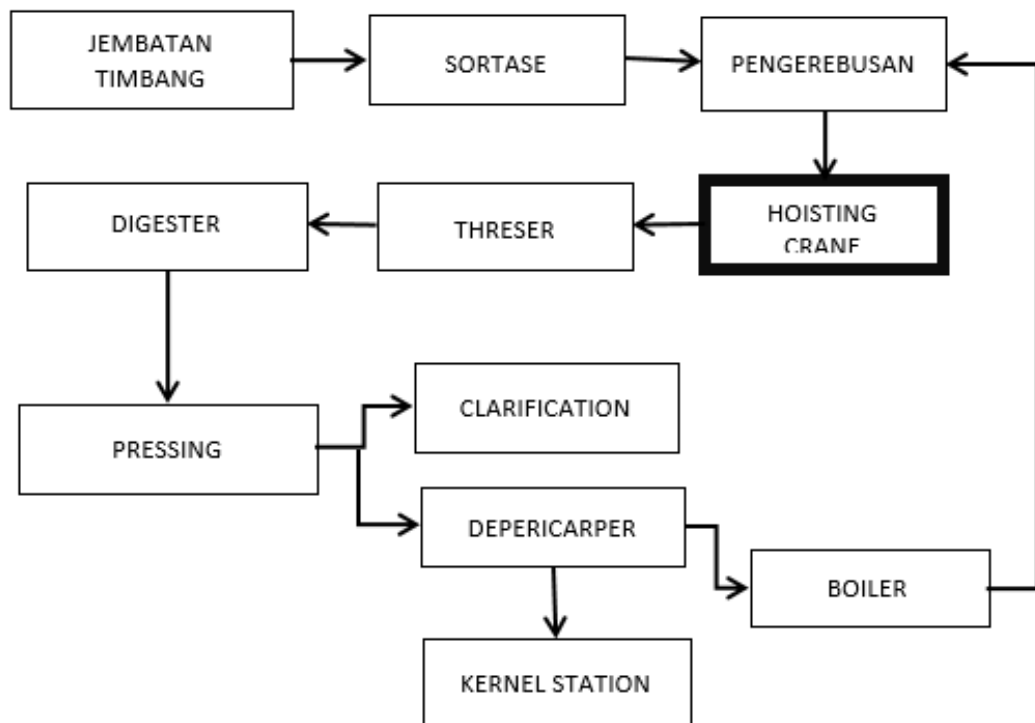 JEMBATAN
TIMBANG
SORTASE
PENGEREBUSAN
DIGESTER
THRESER
HOISTING
CRANE
CLARIFICATION
PRESSING
DEPERICARPER
BOILER
KERNEL STATION